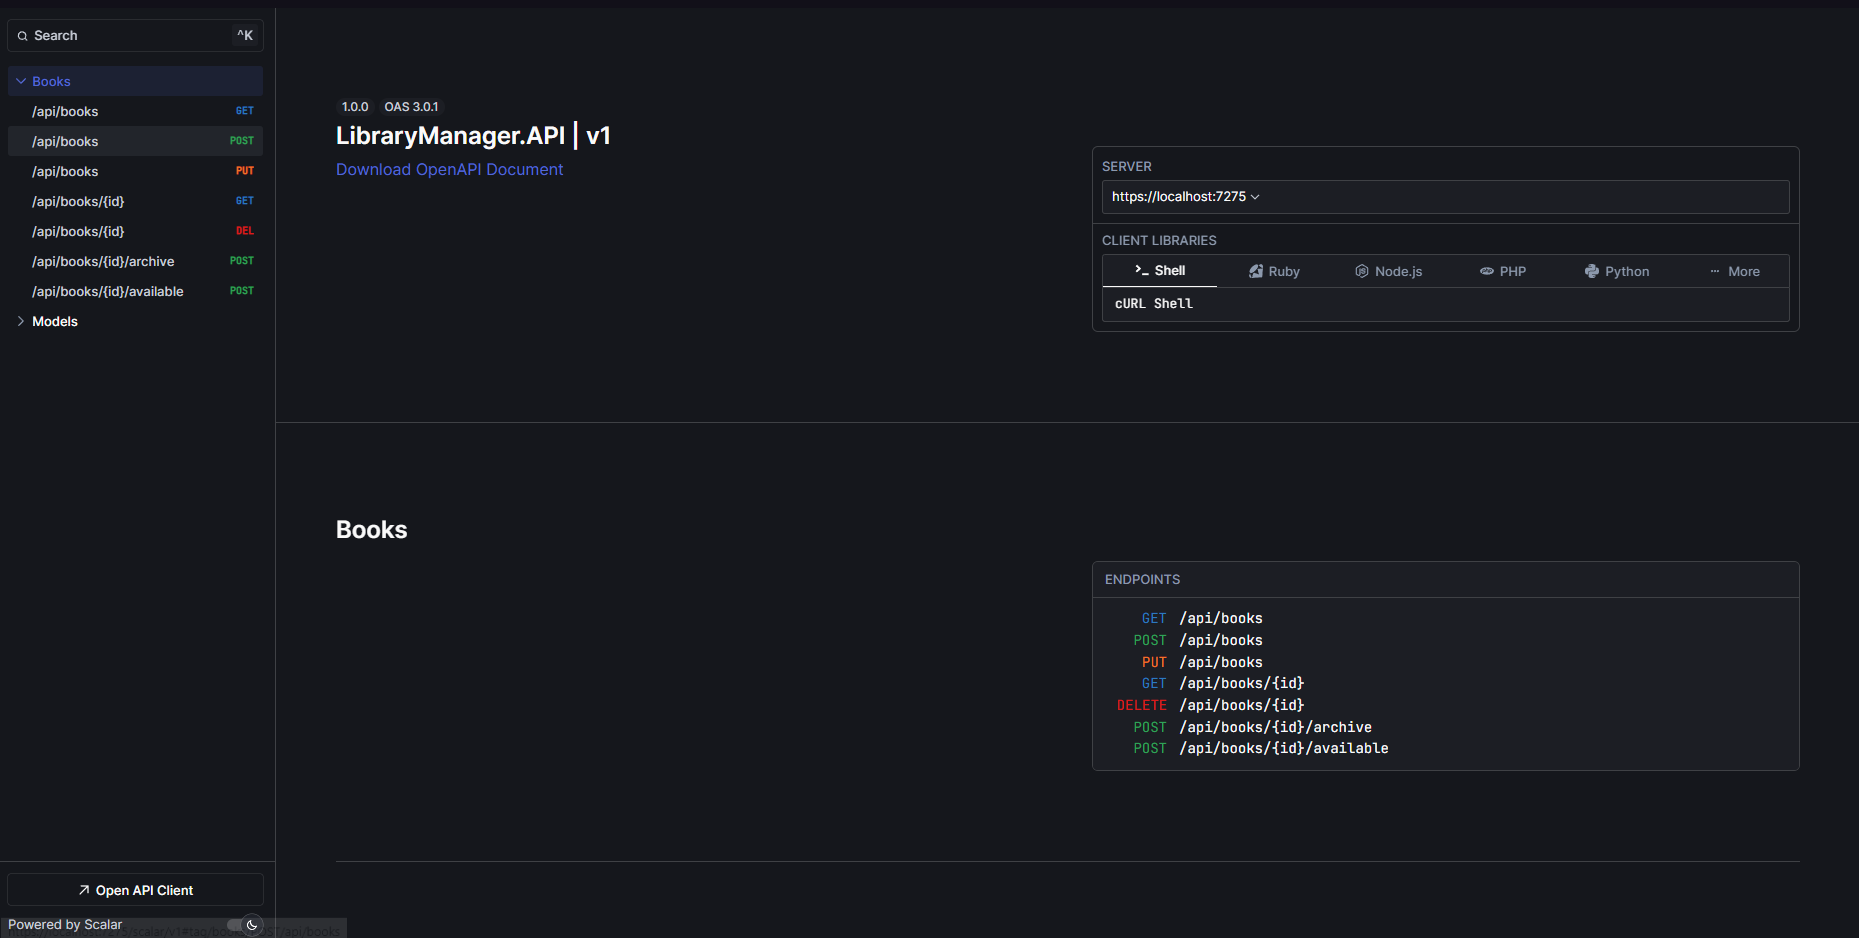 Search ^K
Books
/api/books GET
/api/books POST
/api/books PUT
/api/books/{id} GET
/api/books/{id} DEL
/api/books/{id}/archive POST
/api/books/{id}/available POST
Models
Open API Client
Powered by Scalar
1.0.0 OAS 3.0.1
LibraryManager.API | v1
Download OpenAPI Document
SERVER
https://localhost:7275
CLIENT LIBRARIES
Shell Ruby Node.js PHP Python More
cURL Shell
Books
ENDPOINTS
GET /api/books
POST /api/books
PUT /api/books
GET /api/books/{id}
DELETE /api/books/{id}
POST /api/books/{id}/archive
POST /api/books/{id}/available